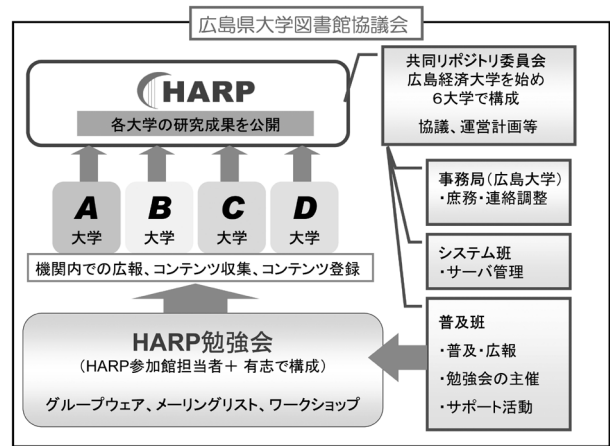 広島県大学図書館協議会
HARP
各大学の研究成果を公開
共同リポジトリ委員会
広島経済大学を始め
6大学で構成
協議、運営計画等
A
大学
B
大学
C
大学
D
大学
事務局(広島大学)
・庶務・連絡調整
機関内での広報、コンテンツ収集、コンテンツ登録
システム班
・サーバ管理
HARP勉強会
(HARP参加館担当者+有志で構成)
グループウェア、メーリングリスト、ワークショップ
普及班
・普及・広報
・勉強会の主催
・サポート活動